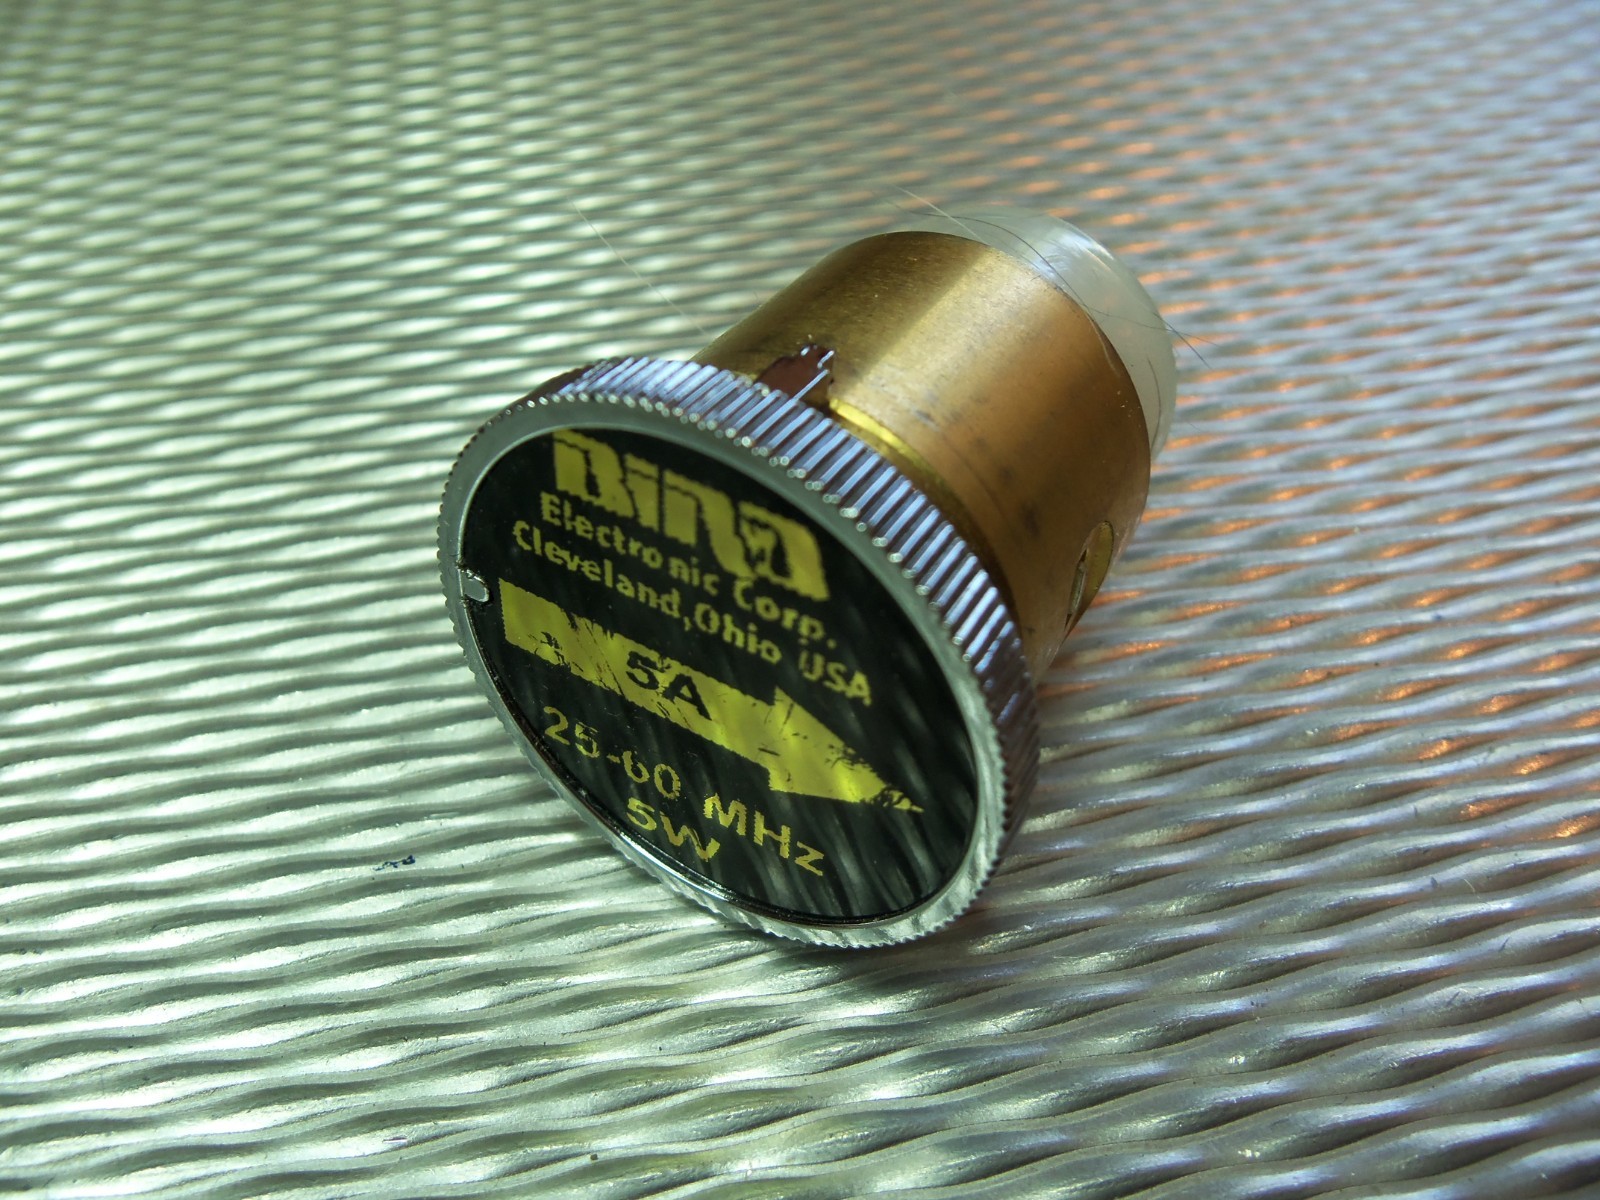 Bird
Electronic Corp.
Cleveland, Ohio USA
5A
25-60 MHz
5W